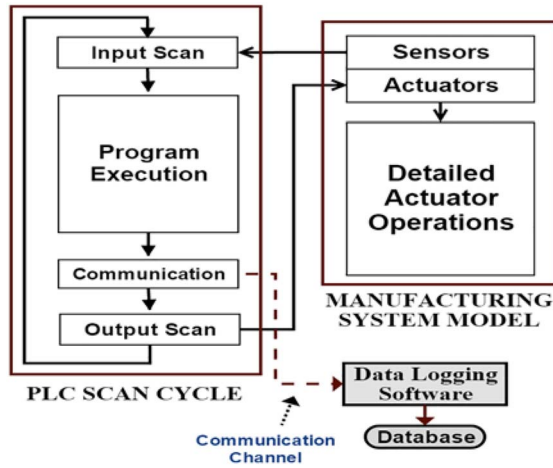 Input Scan
Program
Execution
Communication
Output Scan
PLC SCAN CYCLE
Sensors
Actuators
Detailed
Actuator
Operations
MANUFACTURING
SYSTEM MODEL
Data Logging
Software
Database
Communication
Channel